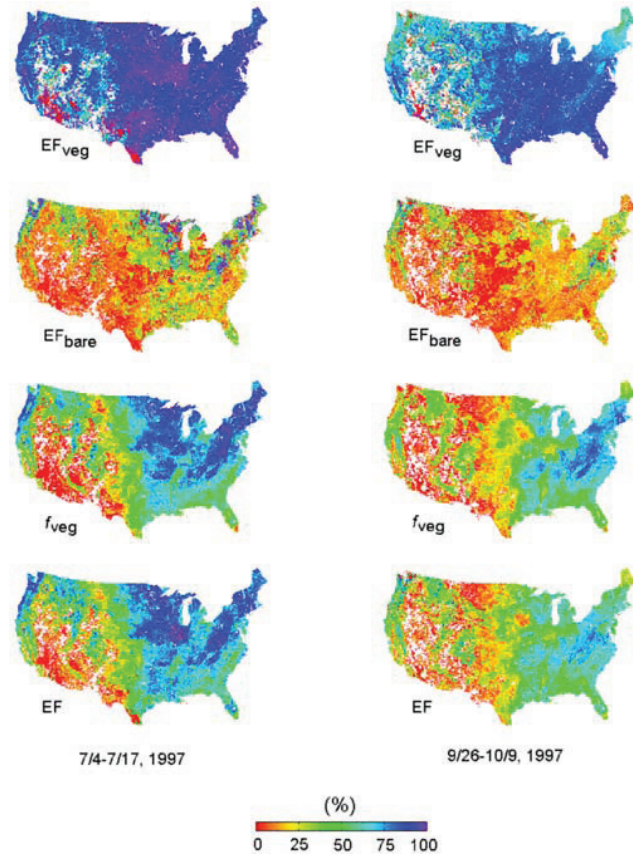 EFveg
EFveg
EFbare
EFbare
fveg
fveg
EF
EF
7/4-7/17, 1997
9/26-10/9, 1997
(%)
0 25 50 75 100